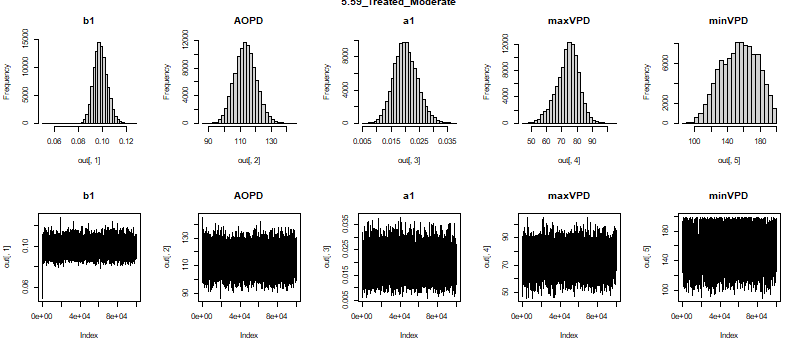 5.59_Treated_Moderate
b1 AOPD a1 maxVPD minVPD
Frequency Frequency Frequency Frequency Frequency
0 5000 15000 0 4000 12000 0 4000 8000 0 4000 12000 0 2000 6000
0.06 0.08 0.10 0.12 90 110 130 0.005 0.015 0.025 0.035 50 60 70 80 90 100 140 180
out[, 1] out[, 2] out[, 3] out[, 4] out[, 5]
b1 AOPD a1 maxVPD minVPD
out[, 1] out[, 2] out[, 3] out[, 4] out[, 5]
0.06 0.10 90 110 130 0.005 0.015 0.025 0.035 50 70 90 100 140 180
0e+00 4e+04 8e+04 0e+00 4e+04 8e+04 0e+00 4e+04 8e+04 0e+00 4e+04 8e+04 0e+00 4e+04 8e+04
Index Index Index Index Index